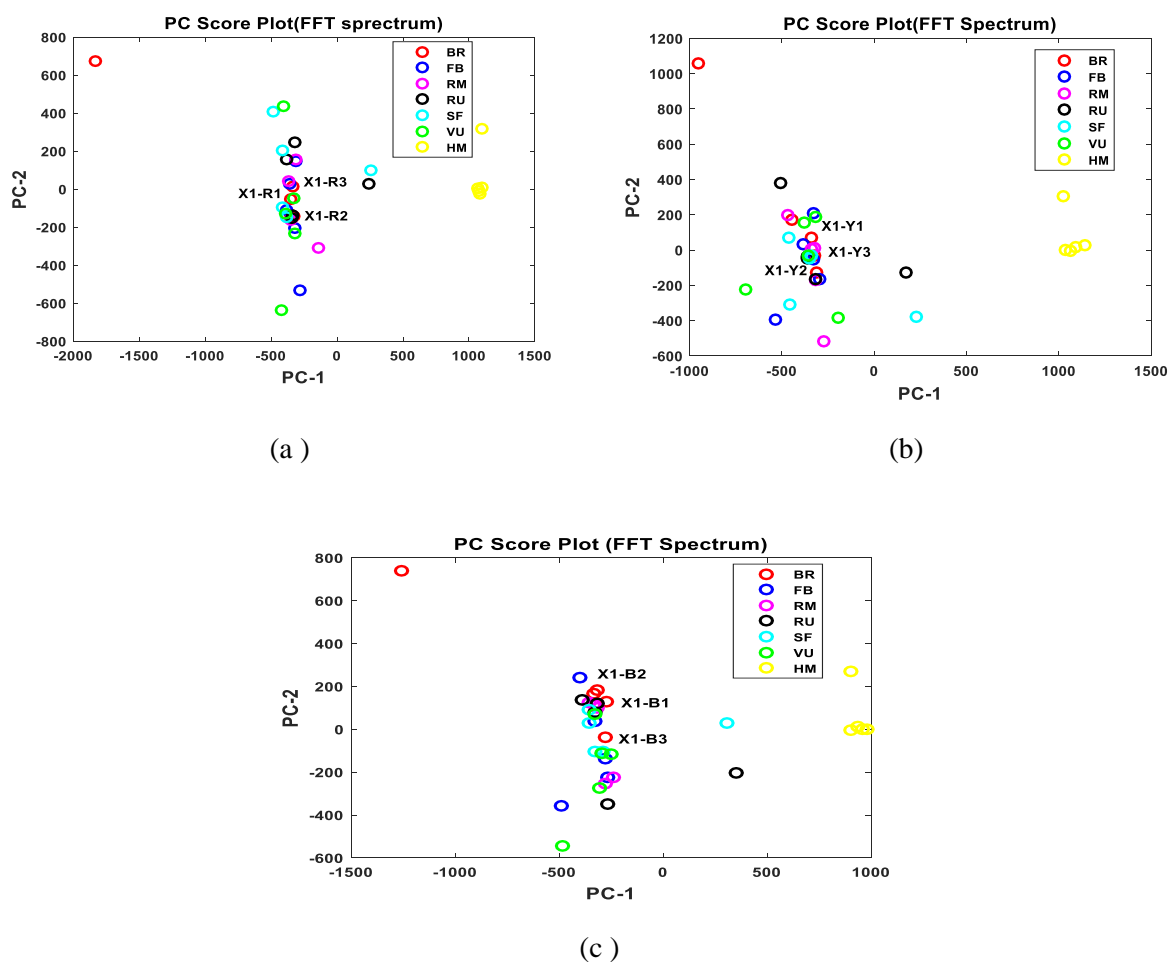 PC Score Plot(FFT sprectrum)
800
600
400
200
0
-200
-400
-600
-800
-2000
-1500
-1000
-500
0
500
1000
1500
PC-2
PC-1
BR
FB
RM
RU
SF
VU
HM
X1-R1
X1-R3
X1-R2
(a )
PC Score Plot(FFT Spectrum)
1200
1000
800
600
400
200
0
-200
-400
-600
-1000
-500
0
500
1000
1500
PC-2
PC-1
BR
FB
RM
RU
SF
VU
HM
X1-Y1
X1-Y3
X1-Y2
(b)
PC Score Plot (FFT Spectrum)
800
600
400
200
0
-200
-400
-600
-1500
-1000
-500
0
500
1000
PC-2
PC-1
BR
FB
RM
RU
SF
VU
HM
X1-B2
X1-B1
X1-B3
(c )